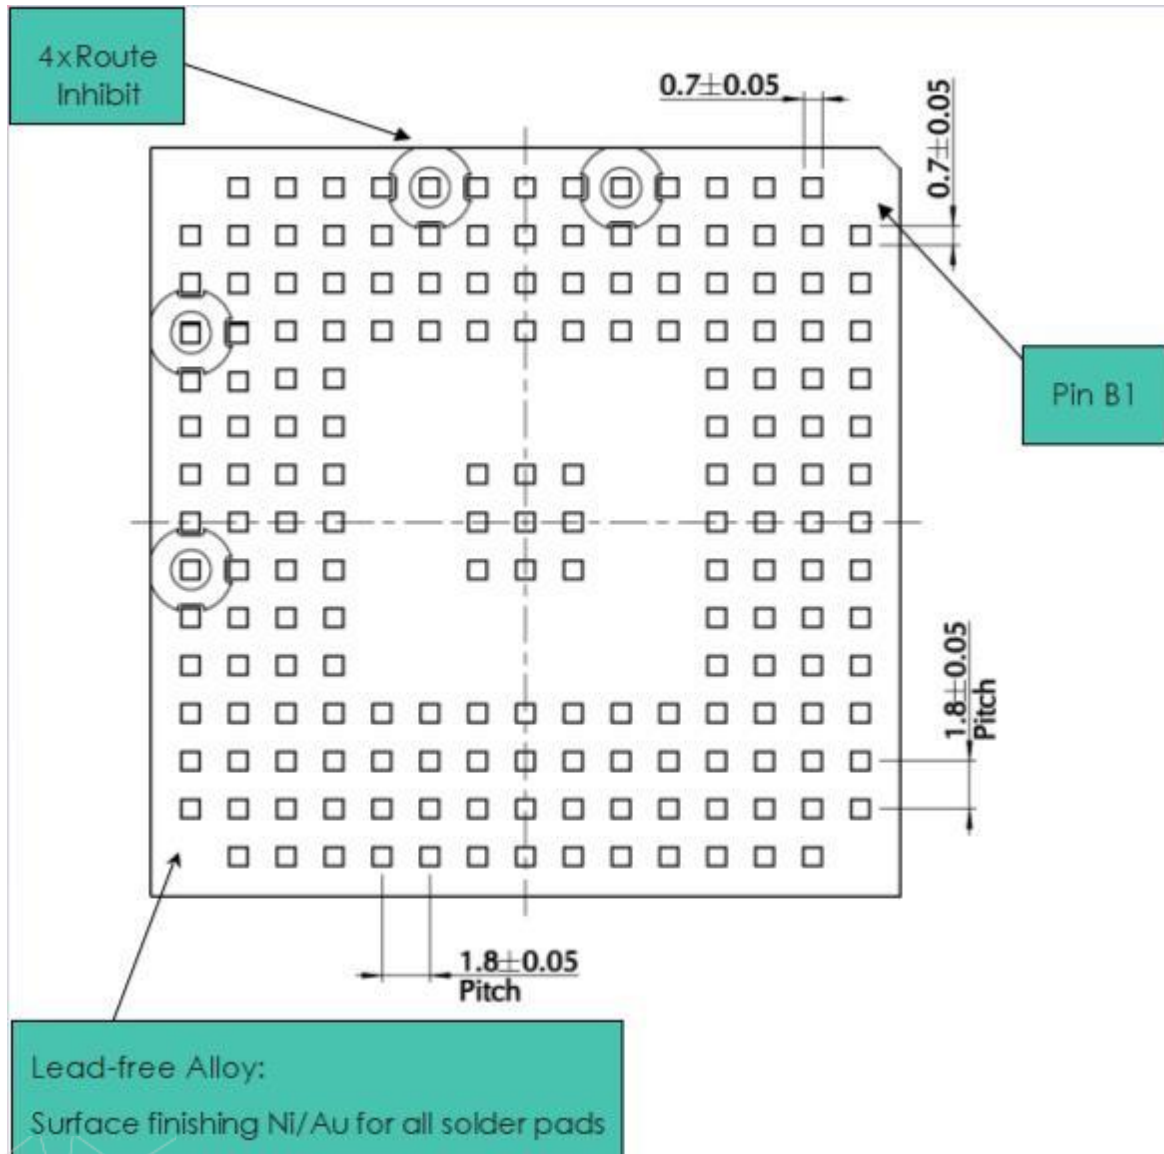 4xRoute
Inhibit
0.7±0.05
0.7±0.05
Pin B1
1.8±0.05
Pitch
1.8±0.05
Pitch
Lead-free Alloy:
Surface finishing Ni/Au for all solder pads